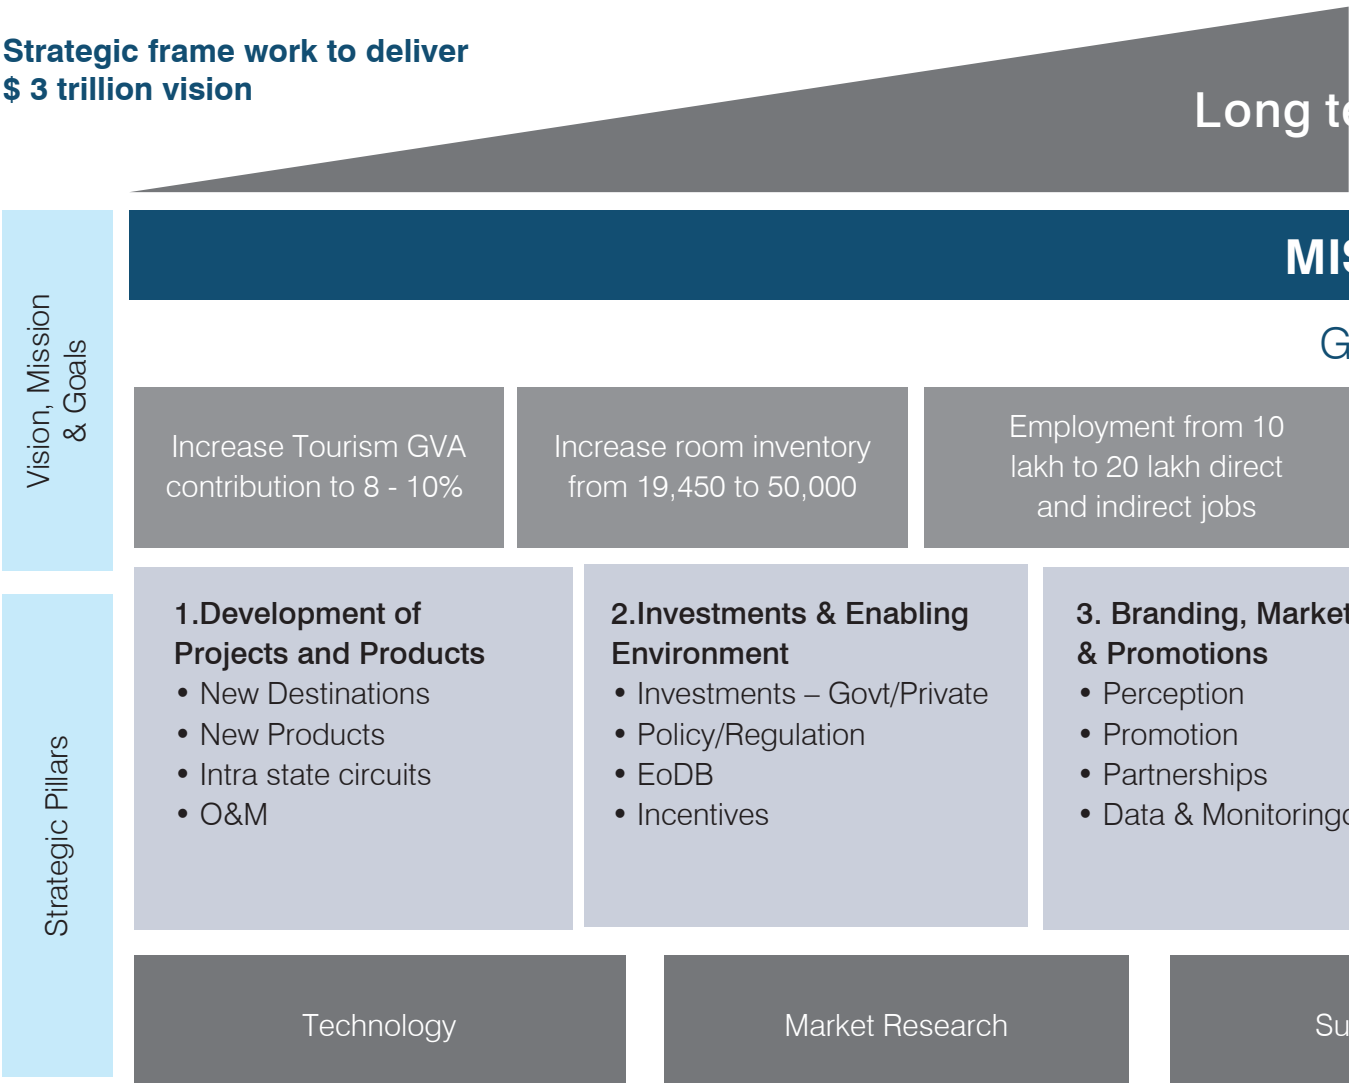 Strategic frame work to deliver
$ 3 trillion vision
Long
Vision, Mission
& Goals
Increase Tourism GVA
contribution to 8 - 10%
Increase room inventory
from 19,450 to 50,000
Employment from 10
lakh to 20 lakh direct
and indirect jobs
Strategic Pillars
1.Development of
Projects and Products
• New Destinations
• New Products
• Intra state circuits
• O&M
2.Investments & Enabling
Environment
• Investments – Govt/Private
• Policy/Regulation
• EoDB
• Incentives
3. Branding, Market
& Promotions
• Perception
• Promotion
• Partnerships
• Data & Monitoring
Technology
Market Research